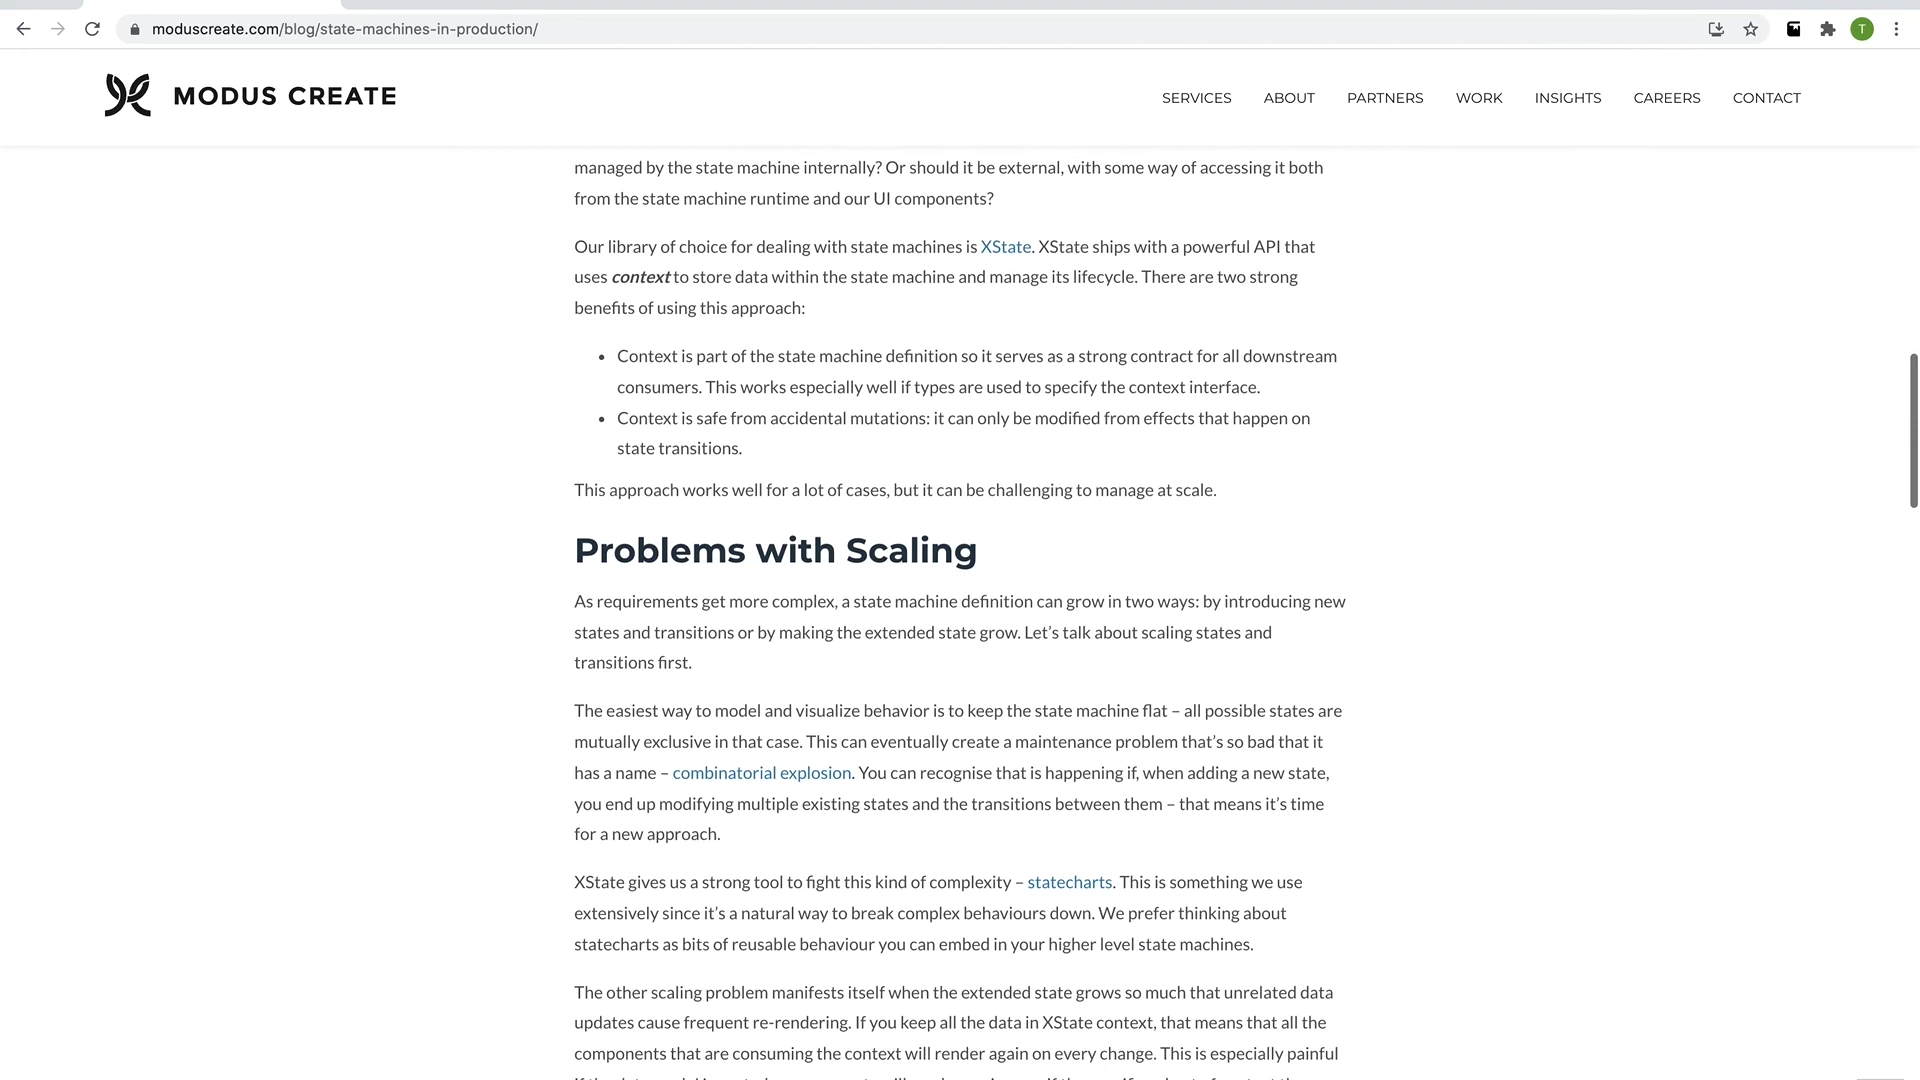 moduscreate.com/blog/state-machines-in-production/
T
MODUS CREATE
SERVICES ABOUT PARTNERS WORK INSIGHTS CAREERS CONTACT
managed by the state machine internally? Or should it be external, with some way of accessing it both
from the state machine runtime and our UI components?
Our library of choice for dealing with state machines is XState. XState ships with a powerful API that
uses context to store data within the state machine and manage its lifecycle. There are two strong
benefits of using this approach:
• Context is part of the state machine definition so it serves as a strong contract for all downstream
consumers. This works especially well if types are used to specify the context interface.
• Context is safe from accidental mutations: it can only be modified from effects that happen on
state transitions.
This approach works well for a lot of cases, but it can be challenging to manage at scale.
Problems with Scaling
As requirements get more complex, a state machine definition can grow in two ways: by introducing new
states and transitions or by making the extended state grow. Let’s talk about scaling states and
transitions first.
The easiest way to model and visualize behavior is to keep the state machine flat – all possible states are
mutually exclusive in that case. This can eventually create a maintenance problem that’s so bad that it
has a name – combinatorial explosion. You can recognise that is happening if, when adding a new state,
you end up modifying multiple existing states and the transitions between them – that means it’s time
for a new approach.
XState gives us a strong tool to fight this kind of complexity – statecharts. This is something we use
extensively since it’s a natural way to break complex behaviours down. We prefer thinking about
statecharts as bits of reusable behaviour you can embed in your higher level state machines.
The other scaling problem manifests itself when the extended state grows so much that unrelated data
updates cause frequent re-rendering. If you keep all the data in XState context, that means that all the
components that are consuming the context will render again on every change. This is especially painful